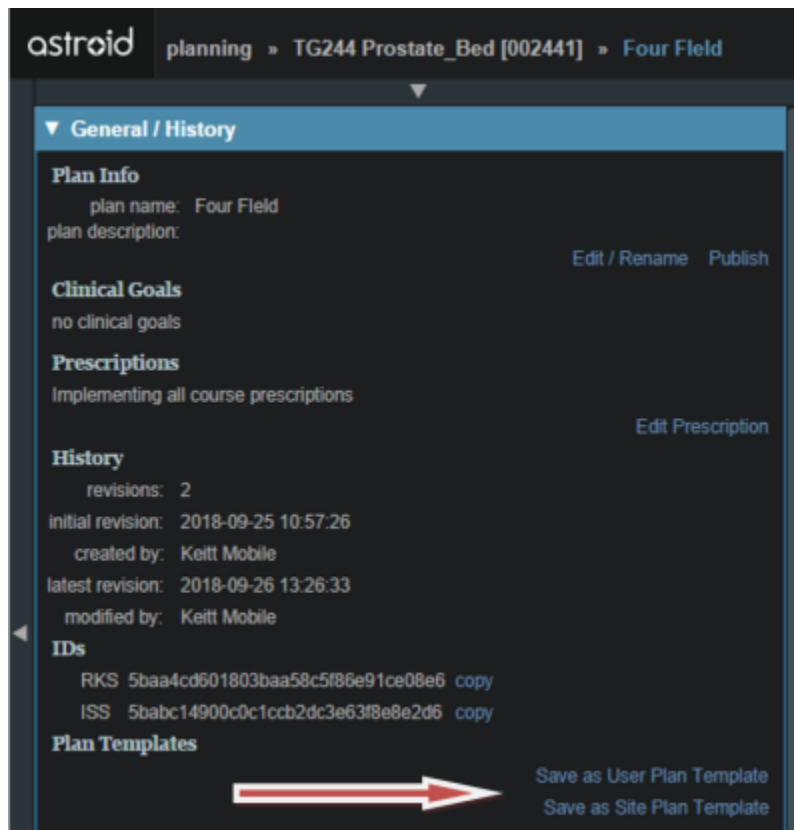 astroid planning » TG244 Prostate_Bed [002441] » Four FIeld
▼ General / History
Plan Info
plan name: Four FIeld
plan description:
Edit / Rename Publish
Clinical Goals
no clinical goals
Prescriptions
Implementing all course prescriptions
Edit Prescription
History
revisions: 2
initial revision: 2018-09-25 10:57:26
created by: Keitt Mobile
latest revision: 2018-09-26 13:26:33
modified by: Keitt Mobile
IDs
RKS 5baa4cd601803baa58c5f86e91ce08e6 copy
ISS 5babc14900c0c1ccb2dc3e63f8e8e2d6 copy
Plan Templates
Save as User Plan Template
Save as Site Plan Template